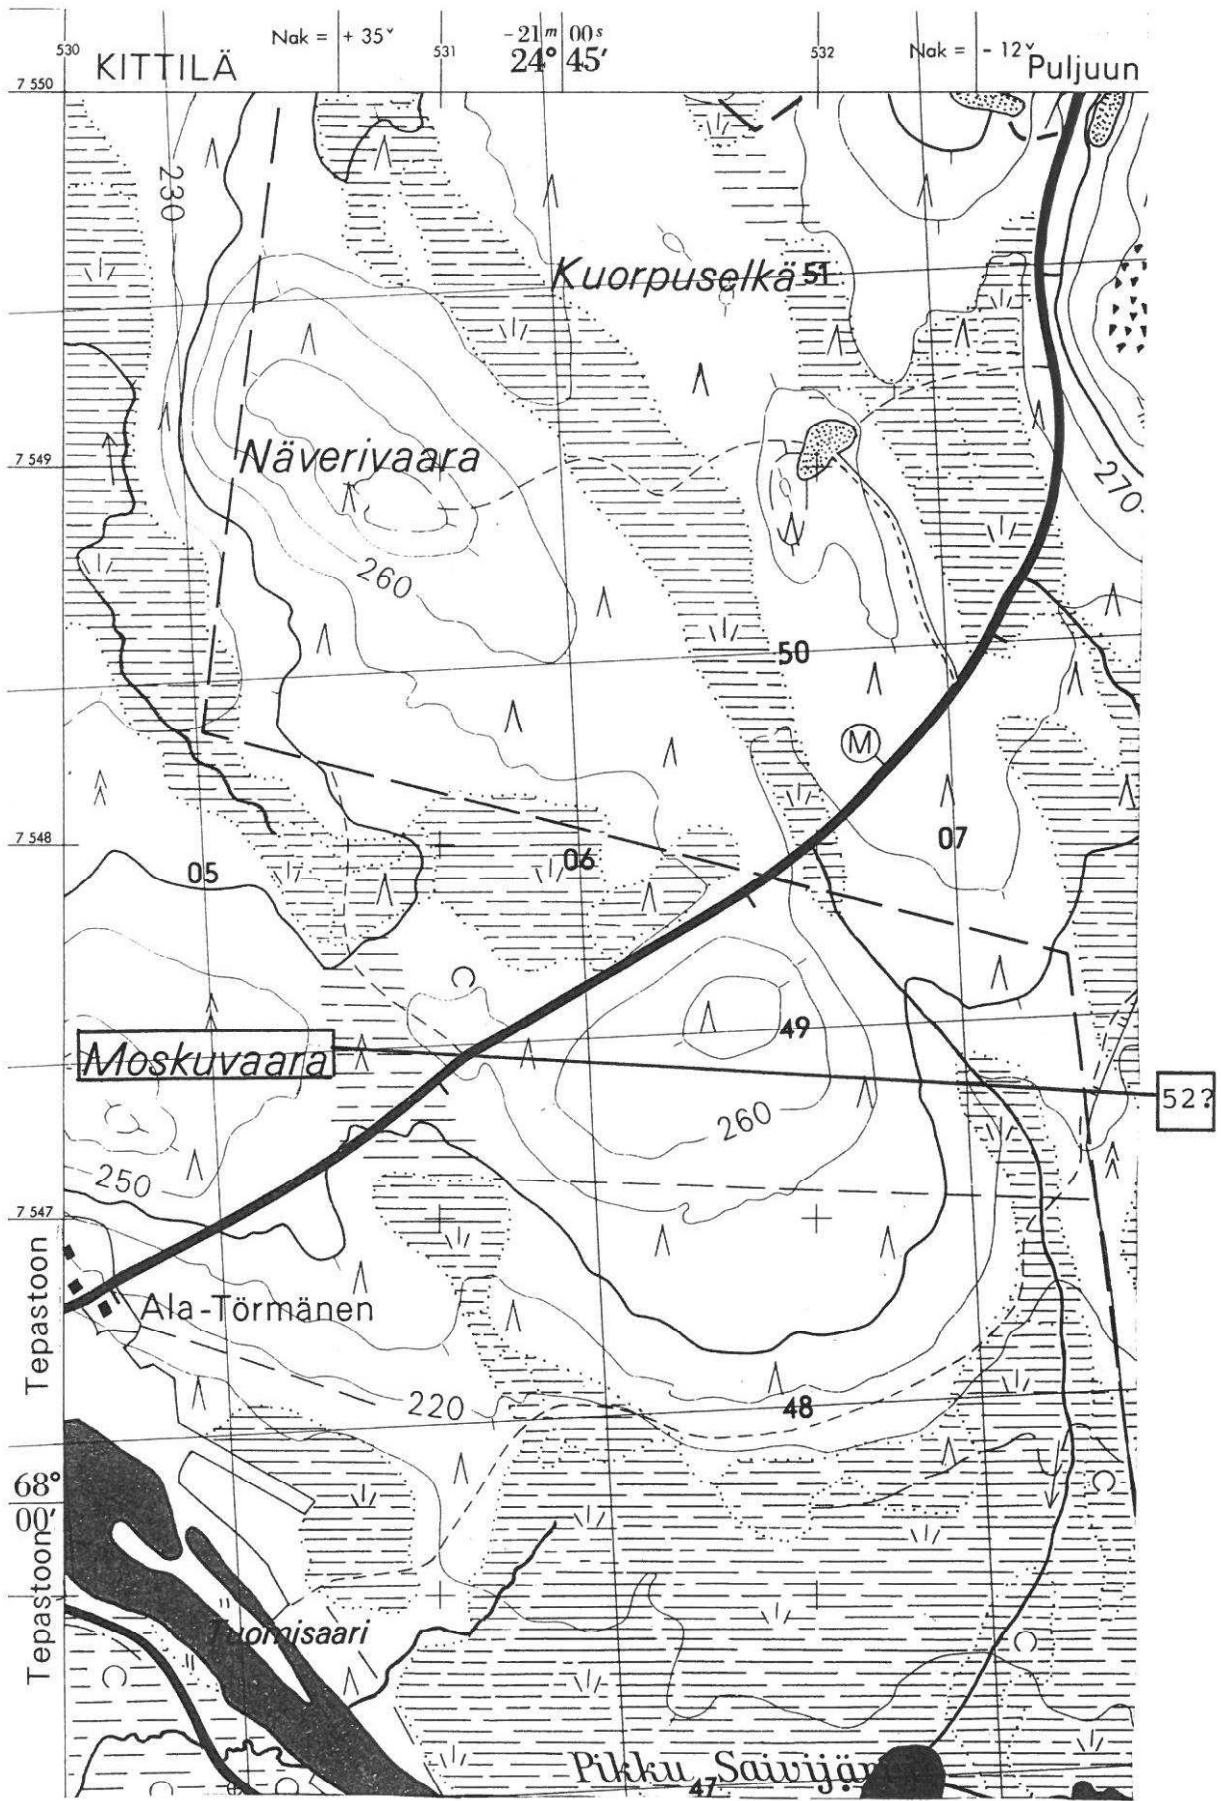 530
Nak = + 35ᵛ
531
-21ᵐ 00ˢ
24° 45′
532
Nak = - 12ᵛ
KITTILÄ
Puljuun
7 550
230
Kuorpuselkä
51
Näverivaara
7 549
270
260
50
M
7 548
05
06
07
49
Moskuvaara
52?
260
250
7 547
Tepastoon
Ala-Törmänen
220
48
68°
00′
Tepastoon
Tuomisaari
Pikku Saivijärvi
47